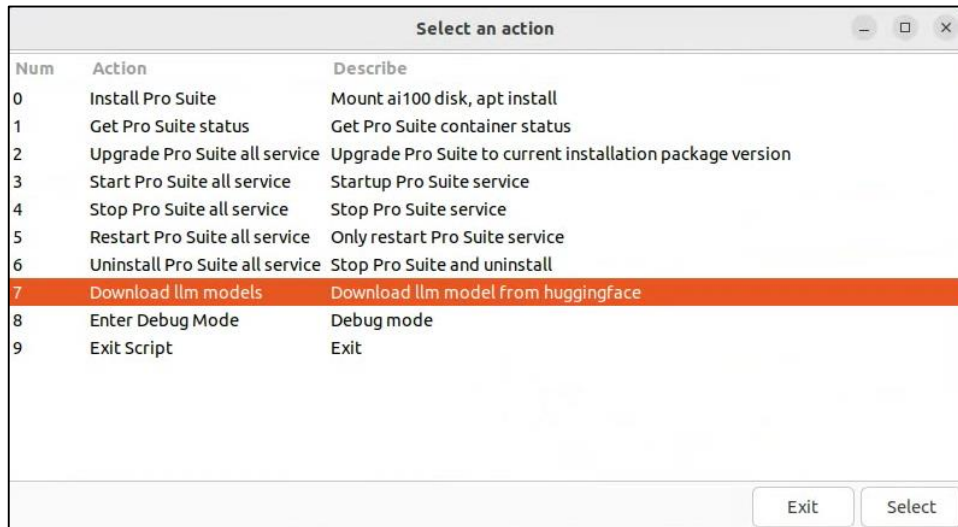 Select an action
Num Action Describe
0 Install Pro Suite Mount ai100 disk, apt install
1 Get Pro Suite status Get Pro Suite container status
2 Upgrade Pro Suite all service Upgrade Pro Suite to current installation package version
3 Start Pro Suite all service Startup Pro Suite service
4 Stop Pro Suite all service Stop Pro Suite service
5 Restart Pro Suite all service Only restart Pro Suite service
6 Uninstall Pro Suite all service Stop Pro Suite and uninstall
7 Download llm models Download llm model from huggingface
8 Enter Debug Mode Debug mode
9 Exit Script Exit
Exit Select